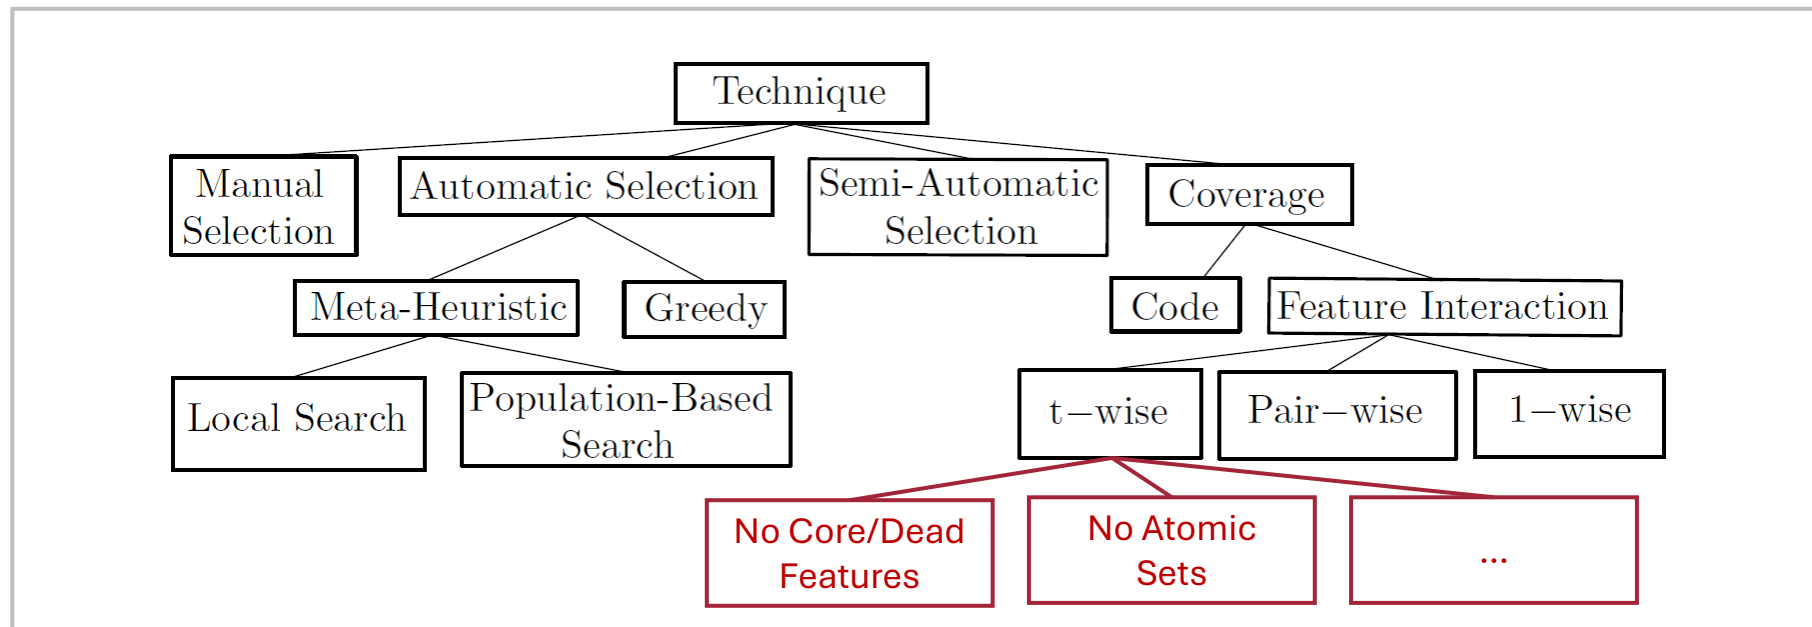 Technique
Manual
Selection
Automatic Selection
Semi-Automatic
Selection
Coverage
Meta-Heuristic
Greedy
Code
Feature Interaction
Local Search
Population-Based
Search
t−wise
Pair−wise
1−wise
No Core/Dead
Features
No Atomic
Sets
...